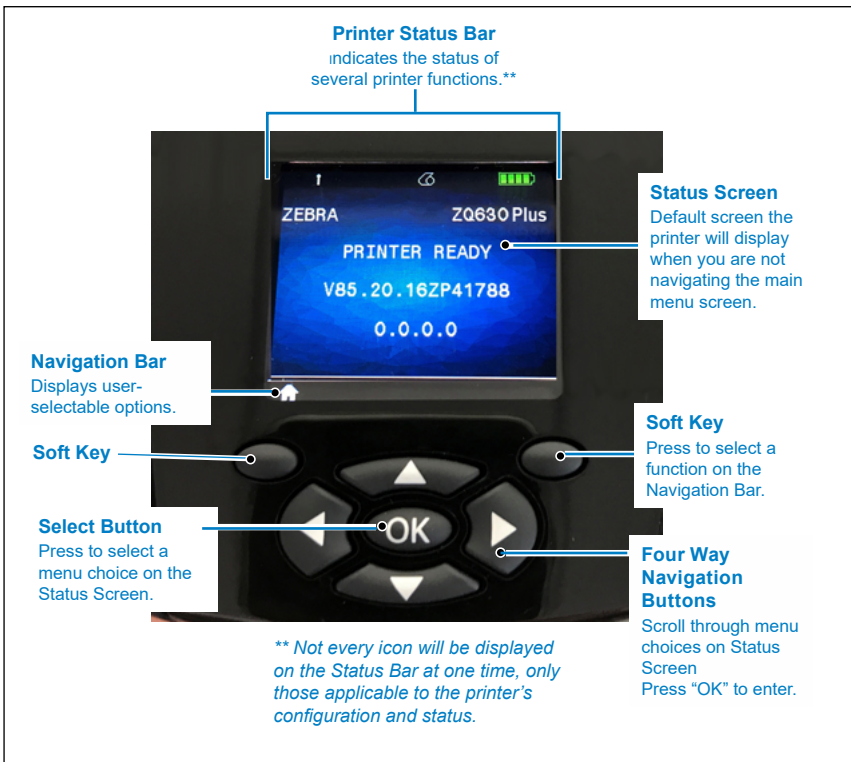 Printer Status Bar
Indicates the status of
several printer functions.**
ZEBRA
ZQ630 Plus
PRINTER READY
V85.20.16ZP41788
0.0.0.0
Status Screen
Default screen the
printer will display
when you are not
navigating the main
menu screen.
Navigation Bar
Displays user-
selectable options.
Soft Key
Soft Key
Press to select a
function on the
Navigation Bar.
Select Button
Press to select a
menu choice on the
Status Screen.
OK
Four Way
Navigation
Buttons
Scroll through menu
choices on Status
Screen
Press “OK” to enter.
** Not every icon will be displayed
on the Status Bar at one time, only
those applicable to the printer’s
configuration and status.